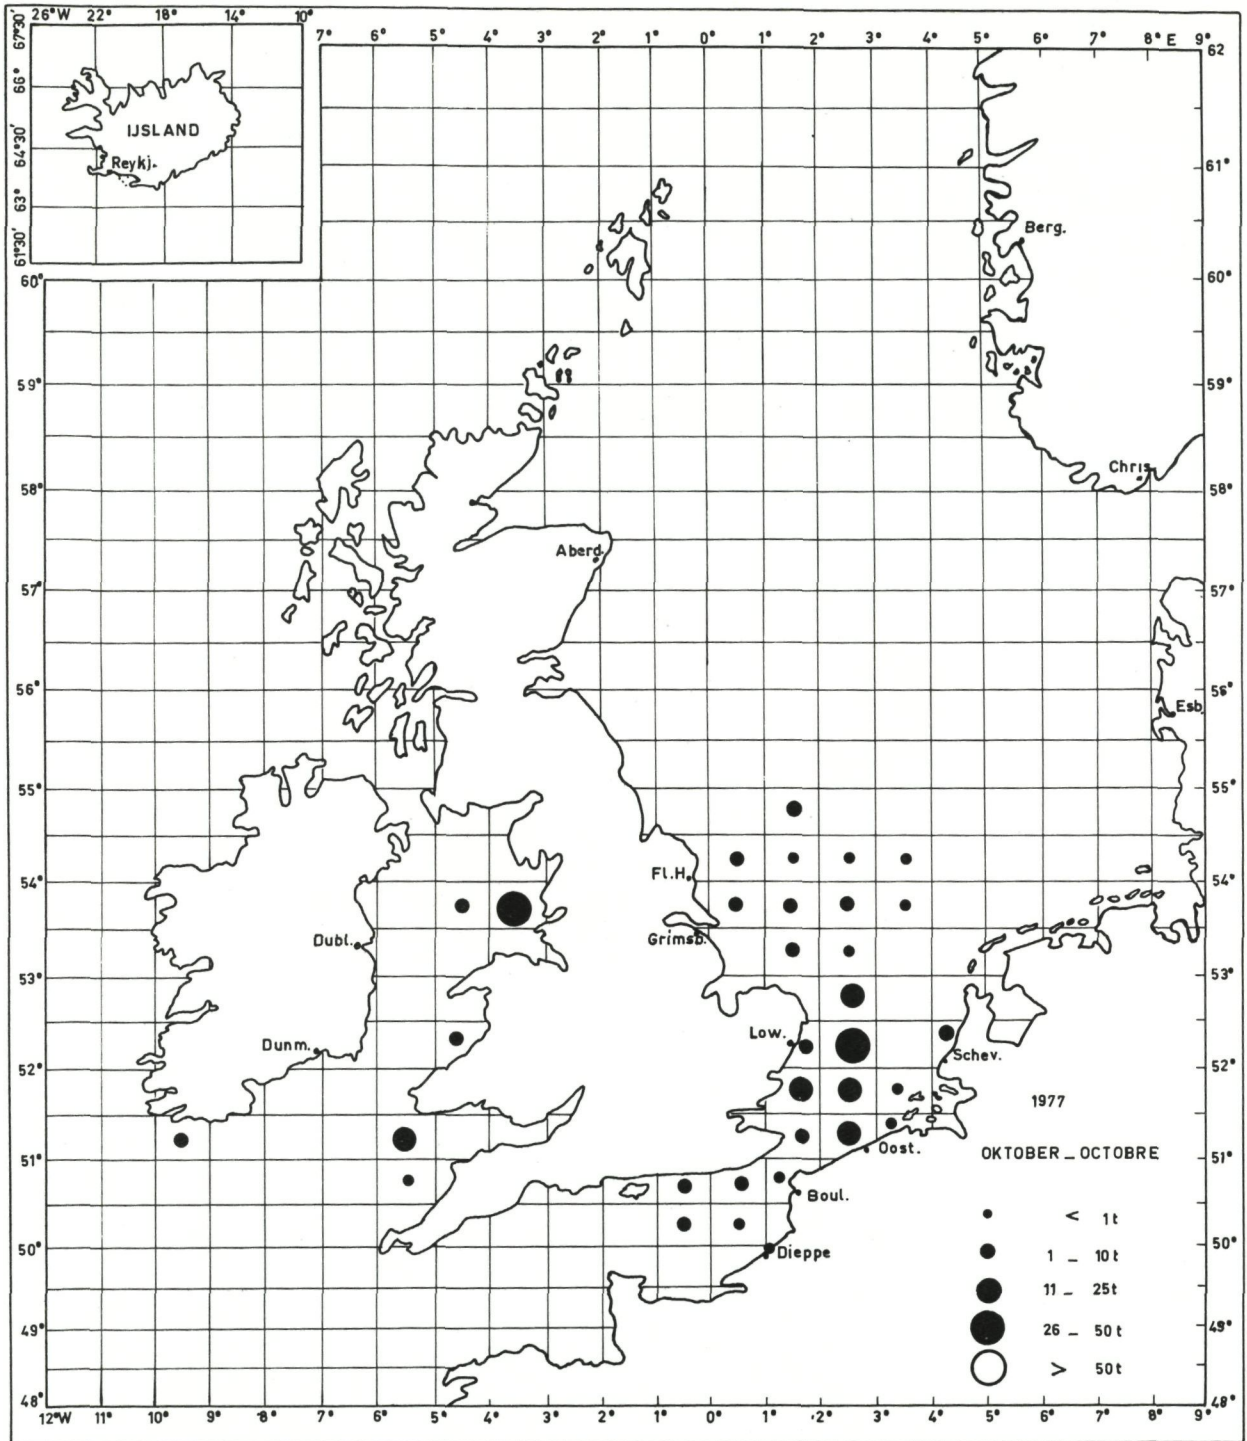 26°W 22° 18° 14° 10°
67°30' 66° 64°30' 63° 61°30'
IJSLAND
Reykj.
7° 6° 5° 4° 3° 2° 1° 0° 1° 2° 3° 4° 5° 6° 7° 8° E 9°
62
61°
60°
59°
58°
57°
56°
55°
54°
53°
52°
51°
50°
49°
48°
60°
59°
58°
57°
56°
55°
54°
53°
52°
51°
50°
49°
48°
Berg.
Chris
Aberd.
Esb
Fl.H.
Grimsb.
Dubl.
Dunm.
Low.
Schev.
Oost.
Boul.
Dieppe
1977
OKTOBER _ OCTOBRE
< 1t
1 _ 10t
11 _ 25t
26 _ 50t
> 50t
12°W 11° 10° 9° 8° 7° 6° 5° 4° 3° 2° 1° 0° 1° 2° 3° 4° 5° 6° 7° 8° 9°